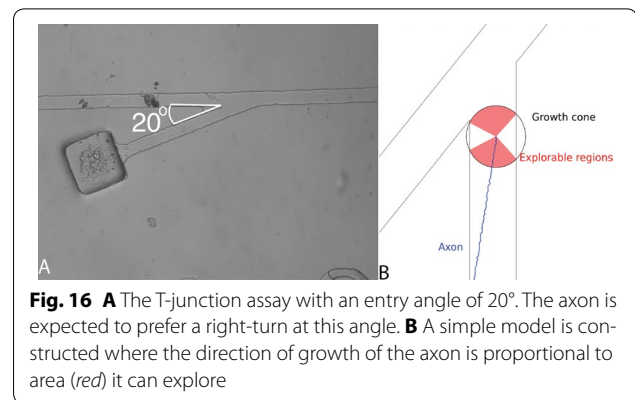 20°
A
Growth cone
Explorable regions
Axon
B
Fig. 16 A The T-junction assay with an entry angle of 20°. The axon is
expected to prefer a right-turn at this angle. B A simple model is con-
structed where the direction of growth of the axon is proportional to
area (red) it can explore